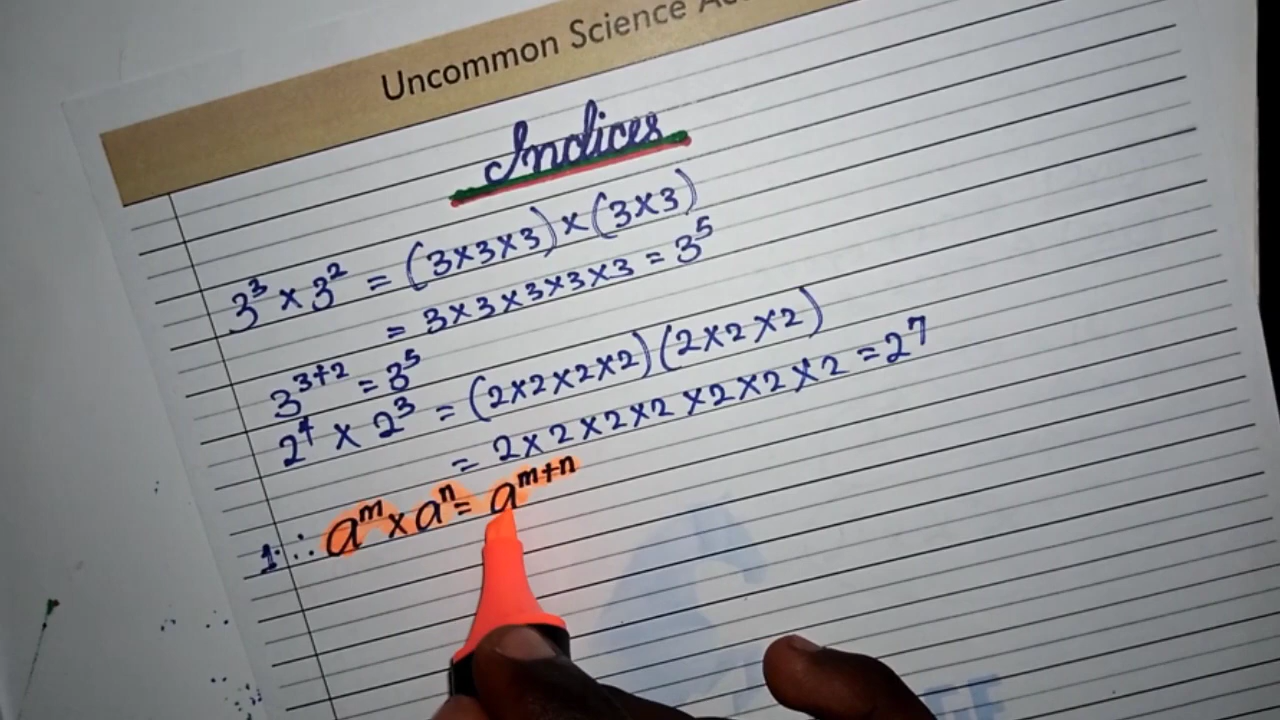 Uncommon Science
Indices
3³ × 3² = (3×3×3)×(3×3)
= 3×3×3×3×3 = 3⁵
3³⁺² = 3⁵
2⁴ × 2³ = (2×2×2×2)(2×2×2)
= 2×2×2×2×2×2×2 = 2⁷
1. ∴ aᵐ × aⁿ = aᵐ⁺ⁿ